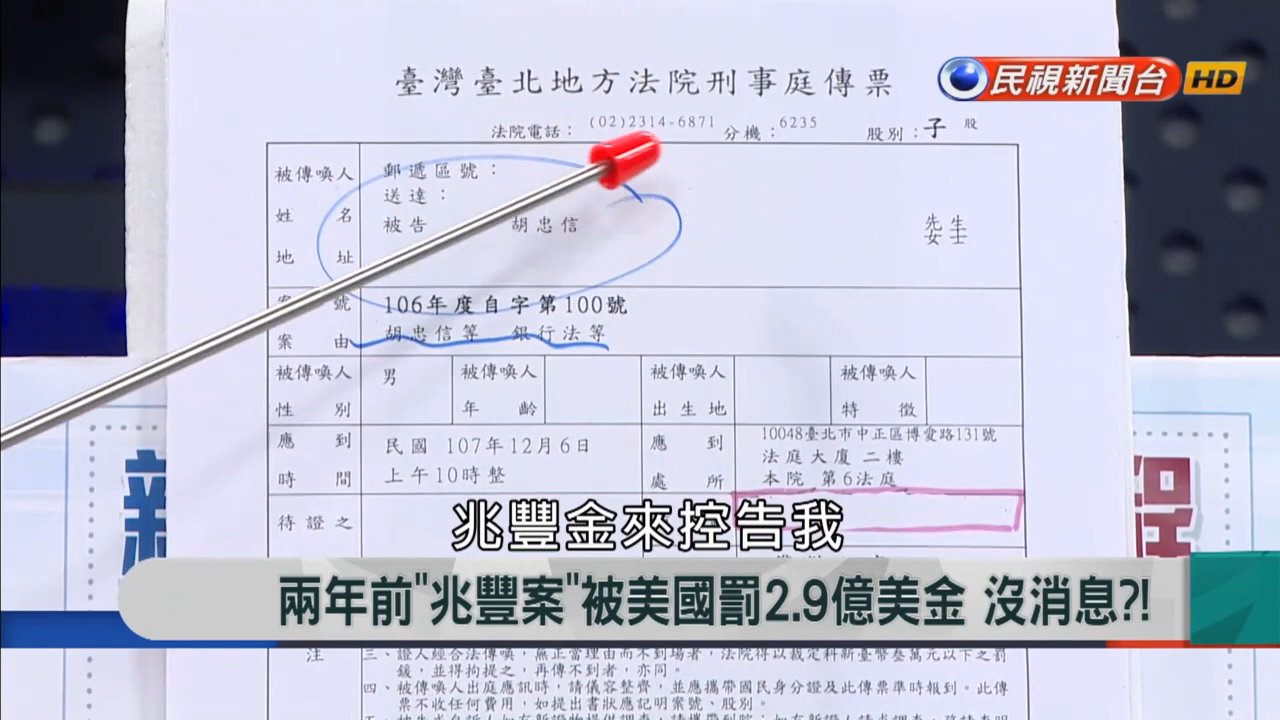 臺灣臺北地方法院刑事庭傳票
民視新聞台 HD
法院電話：(02)2314-6871 分機：6235 股別：子 股
被傳喚人
姓名
地址
郵遞區號：
送達：
被告 胡忠信
先生
女士
號 106年度自字第100號
案由 胡忠信等 銀行法等
被傳喚人
性別
男
被傳喚人
年齡
被傳喚人
出生地
被傳喚人
特徵
應到
時間
民國 107年12月6日
上午10時整
應到
處所
10048臺北市中正區博愛路131號
法庭大廈二樓
本院 第6法庭
待證之
兆豐金來控告我
兩年前"兆豐案"被美國罰2.9億美金 沒消息?!
注
三、證人經合法傳喚，無正當理由而不到場者，法院得以裁定科新臺幣叁萬元以下之罰
鍰，並得拘提之，再傳不到者，亦同。
四、被傳喚人出庭應訊時，請儀容整齊，並應攜帶國民身分證及此傳票準時報到。此傳
票不收任何費用，如提出書狀應記明案號、股別。
新
程